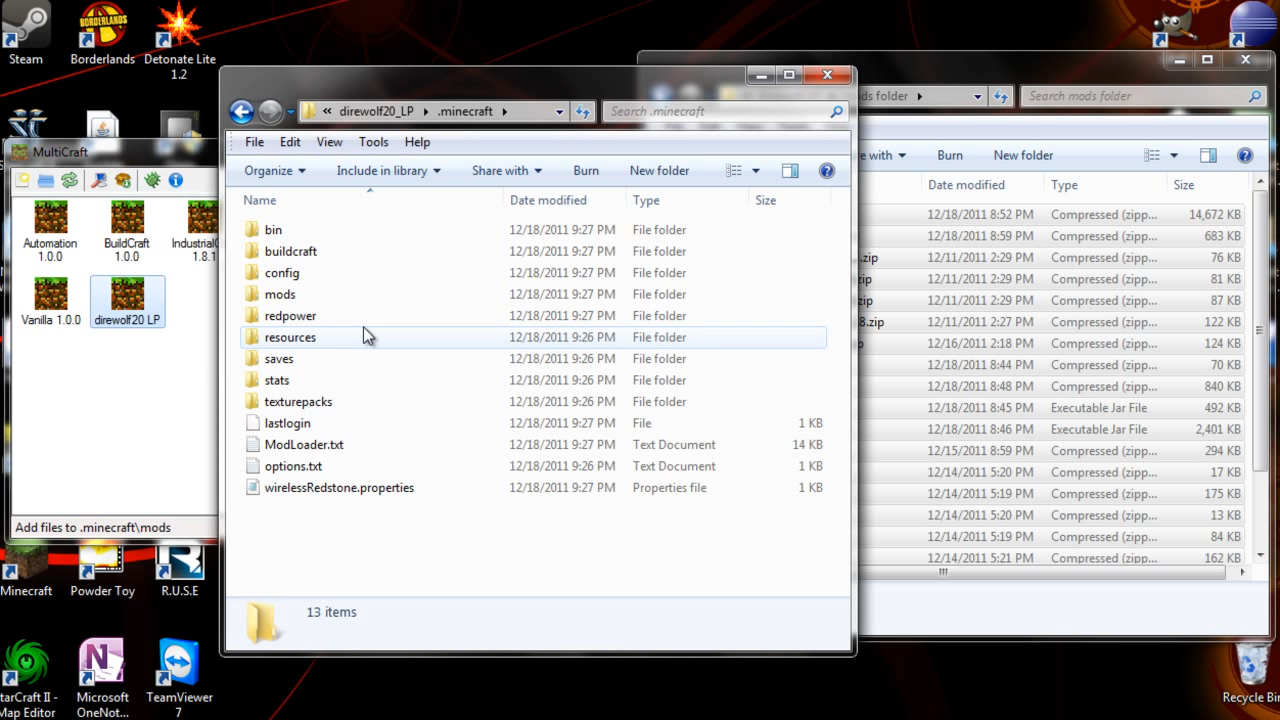 Steam
Borderlands
Detonate Lite
1.2
MultiCraft
Automation
1.0.0
BuildCraft
1.0.0
1.8.1
Vanilla 1.0.0
direwolf20 LP
Add files to .minecraft\mods
Minecraft
Powder Toy
R.U.S.E
StarCraft II -
Map Editor
Microsoft
OneNot...
TeamViewer
7
« direwolf20_LP .minecraft
Search .minecraft
File Edit View Tools Help
Organize Include in library Share with Burn New folder
Name Date modified Type Size
bin 12/18/2011 9:27 PM File folder
buildcraft 12/18/2011 9:27 PM File folder
config 12/18/2011 9:27 PM File folder
mods 12/18/2011 9:27 PM File folder
redpower 12/18/2011 9:27 PM File folder
resources 12/18/2011 9:26 PM File folder
saves 12/18/2011 9:26 PM File folder
stats 12/18/2011 9:26 PM File folder
texturepacks 12/18/2011 9:26 PM File folder
lastlogin 12/18/2011 9:27 PM File 1 KB
ModLoader.txt 12/18/2011 9:27 PM Text Document 14 KB
options.txt 12/18/2011 9:26 PM Text Document 1 KB
wirelessRedstone.properties 12/18/2011 9:27 PM Properties file 1 KB
13 items
mods folder
Search mods folder
with Burn New folder
Date modified Type Size
12/18/2011 8:52 PM Compressed (zipp... 14,672 KB
12/18/2011 8:59 PM Compressed (zipp... 683 KB
.zip 12/11/2011 2:29 PM Compressed (zipp... 76 KB
12/11/2011 2:29 PM Compressed (zipp... 81 KB
zip 12/11/2011 2:29 PM Compressed (zipp... 87 KB
8.zip 12/11/2011 2:27 PM Compressed (zipp... 122 KB
12/16/2011 2:18 PM Compressed (zipp... 124 KB
12/18/2011 8:44 PM Compressed (zipp... 70 KB
12/18/2011 8:48 PM Compressed (zipp... 840 KB
12/18/2011 8:45 PM Executable Jar File 492 KB
12/18/2011 8:46 PM Executable Jar File 2,401 KB
12/15/2011 8:59 PM Compressed (zipp... 294 KB
12/14/2011 5:20 PM Compressed (zipp... 17 KB
12/14/2011 5:19 PM Compressed (zipp... 175 KB
12/14/2011 5:20 PM Compressed (zipp... 13 KB
12/14/2011 5:19 PM Compressed (zipp... 84 KB
12/14/2011 5:21 PM Compressed (zipp... 162 KB
Recycle Bin